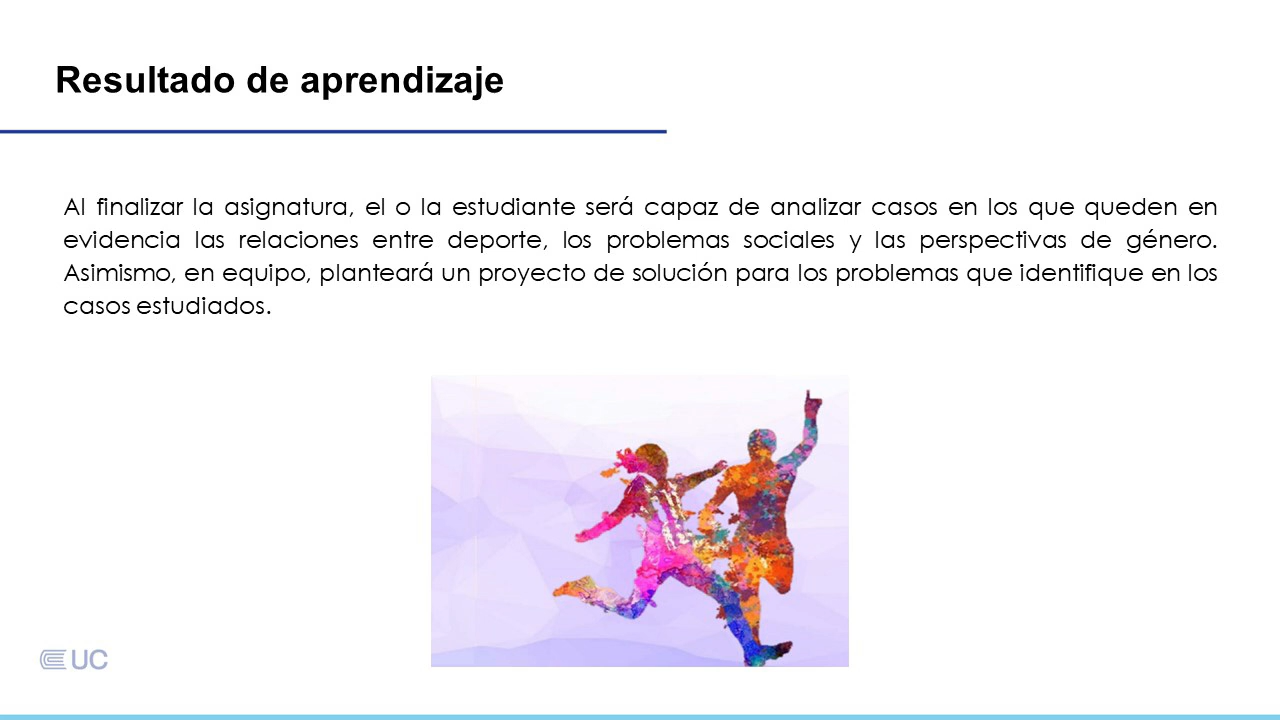 Resultado de aprendizaje
Al finalizar la asignatura, el o la estudiante será capaz de analizar casos en los que queden en
evidencia las relaciones entre deporte, los problemas sociales y las perspectivas de género.
Asimismo, en equipo, planteará un proyecto de solución para los problemas que identifique en los
casos estudiados.
UC